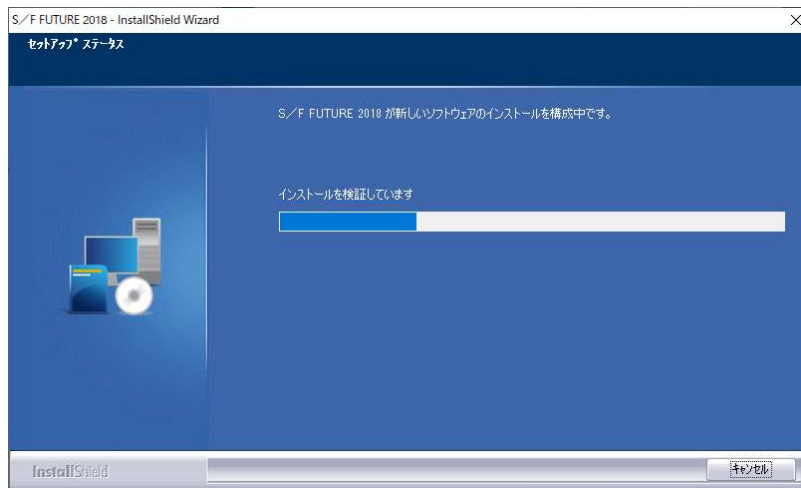 S／F FUTURE 2018 - InstallShield Wizard
ｾｯﾄｱｯﾌﾟ ｽﾃｰﾀｽ
S／F FUTURE 2018 が新しいソフトウェアのインストールを構成中です。
インストールを検証しています
InstallShield
ｷｬﾝｾﾙ